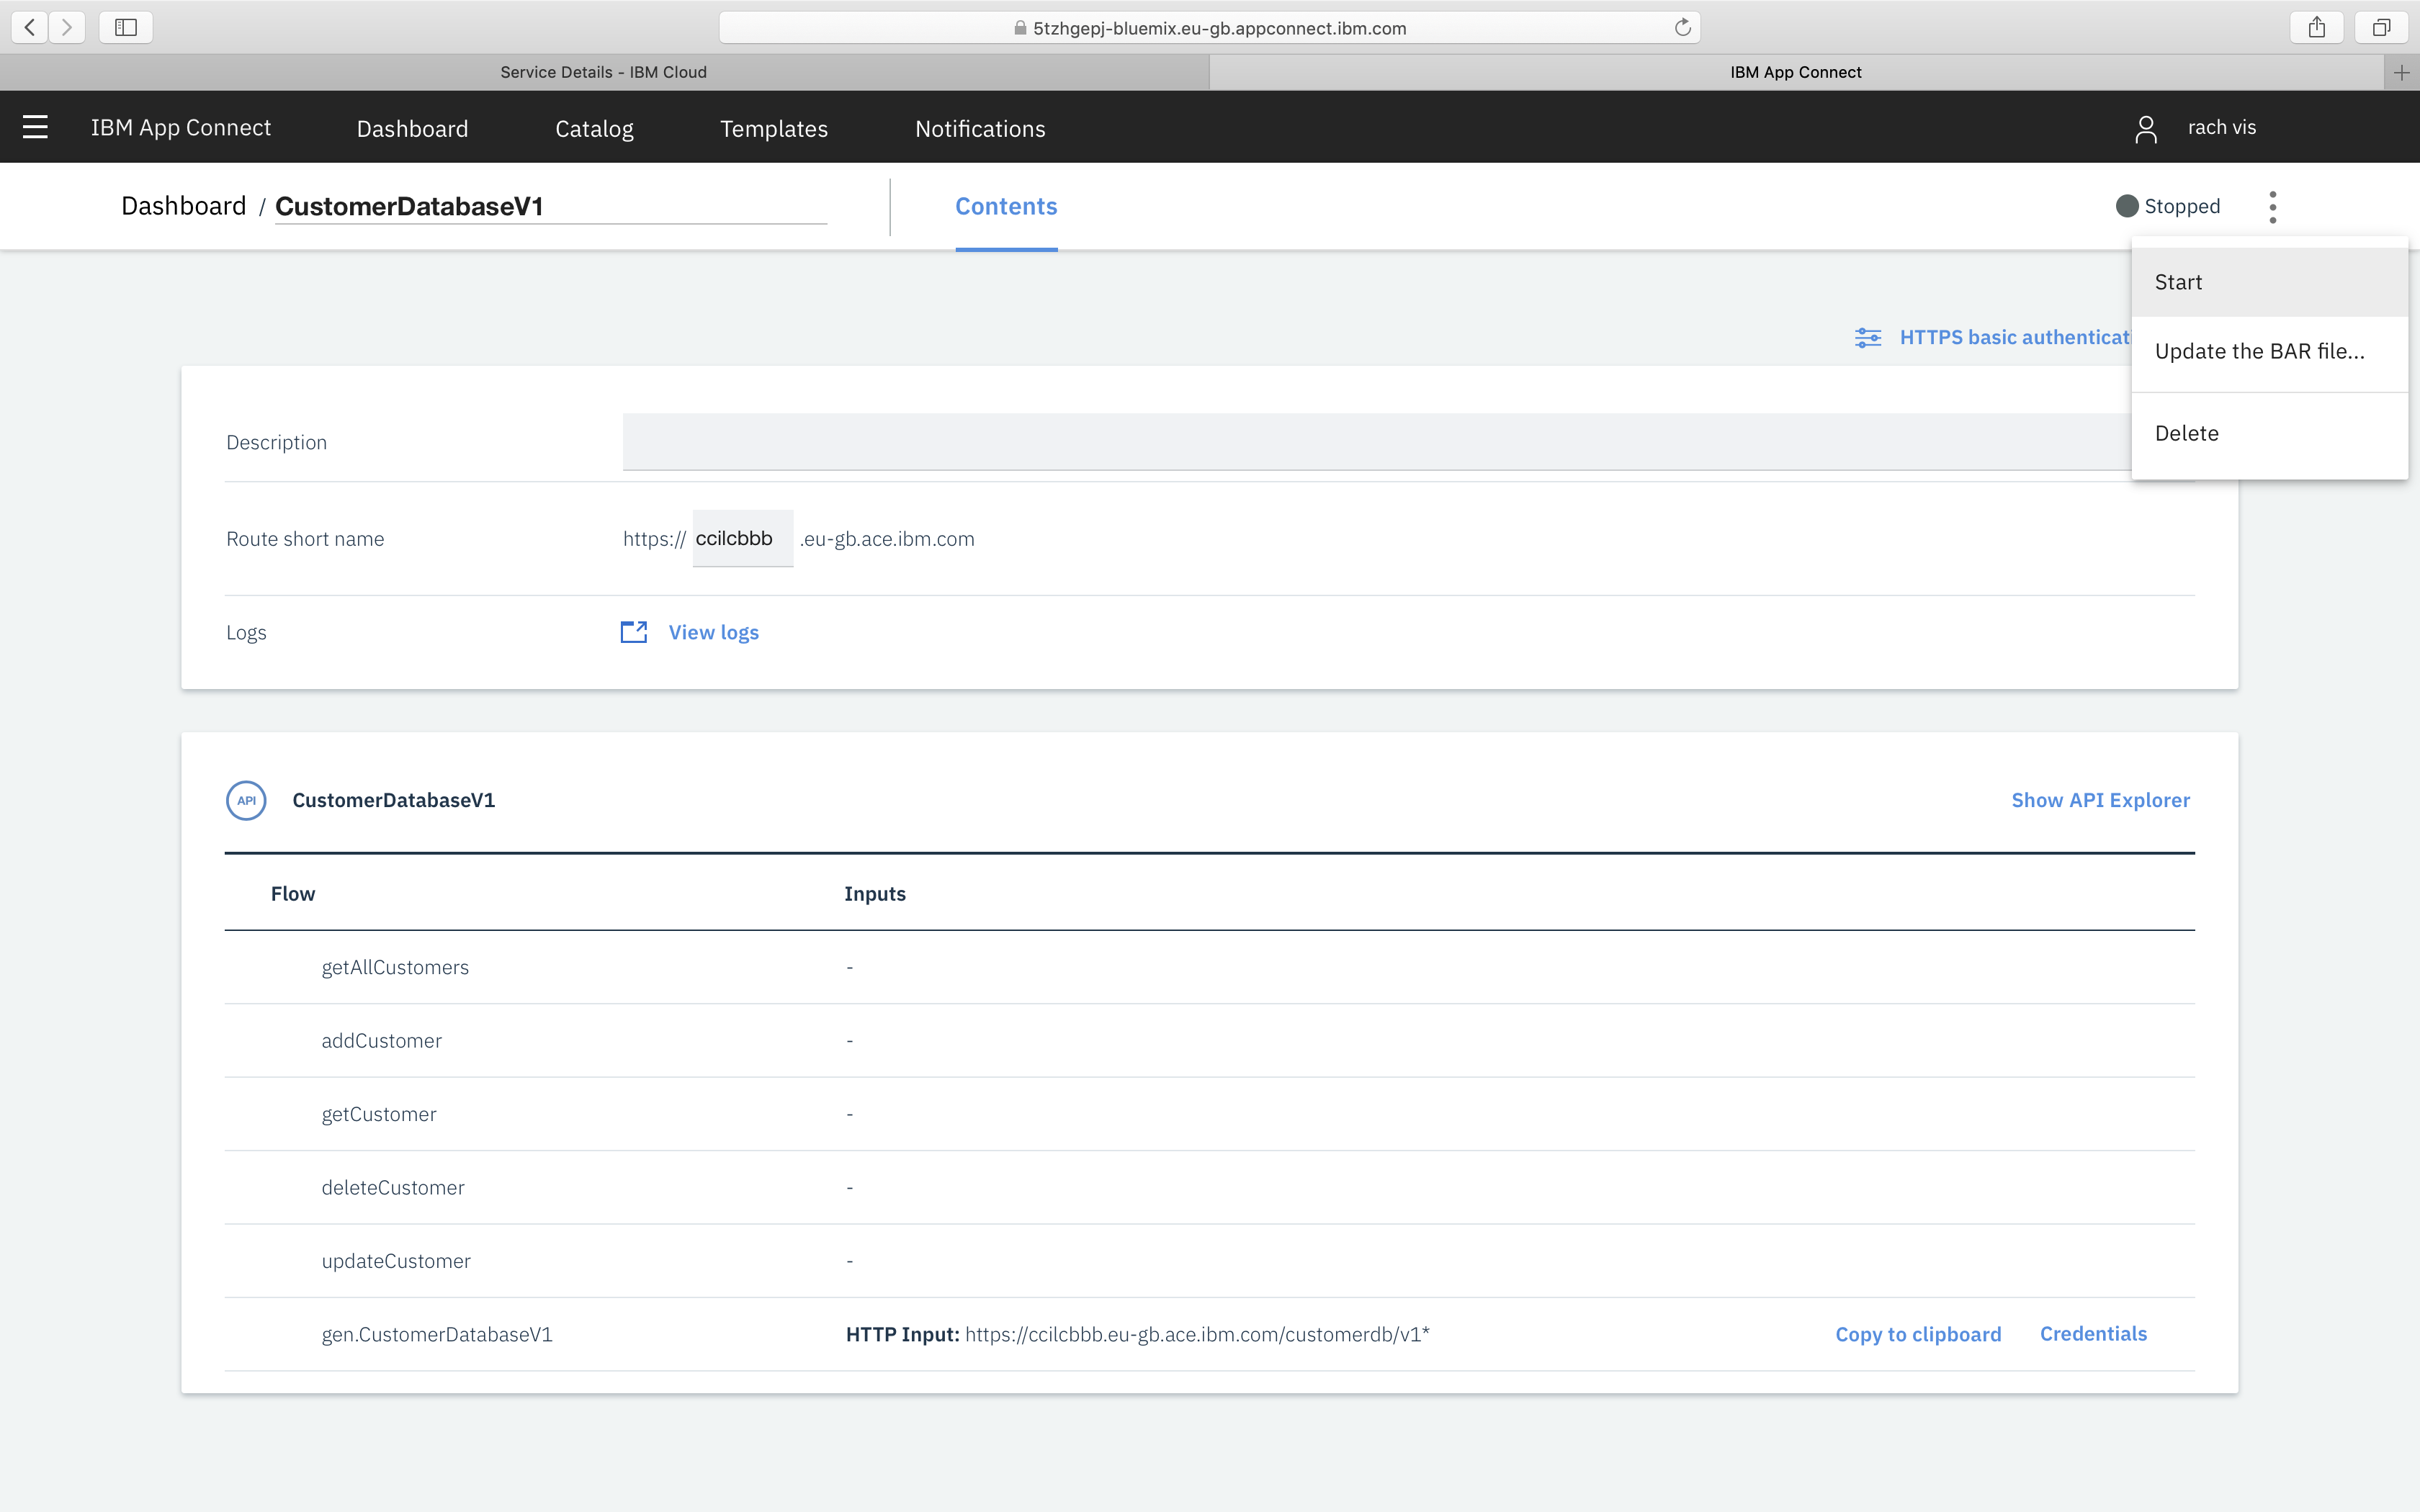 5tzhgepj-bluemix.eu-gb.appconnect.ibm.com
Service Details - IBM Cloud
IBM App Connect
IBM App Connect
Dashboard
Catalog
Templates
Notifications
rach vis
Dashboard / CustomerDatabaseV1
Contents
Stopped
Start
Update the BAR file...
Delete
HTTPS basic authenticati
Description
Route short name
https:// ccilcbbb .eu-gb.ace.ibm.com
Logs
View logs
API
CustomerDatabaseV1
Show API Explorer
Flow
Inputs
getAllCustomers
-
addCustomer
-
getCustomer
-
deleteCustomer
-
updateCustomer
-
gen.CustomerDatabaseV1
HTTP Input: https://ccilcbbb.eu-gb.ace.ibm.com/customerdb/v1*
Copy to clipboard
Credentials